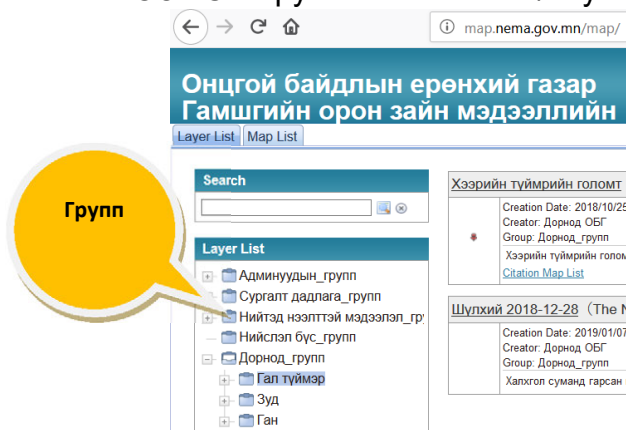 map.nema.gov.mn/map/
Онцгой байдлын ерөнхий газар
Гамшгийн орон зайн мэдээллийн
Layer List Map List
Search
Групп
Layer List
Админуудын_групп
Сургалт дадлага_групп
Нийтэд нээлттэй мэдээлэл_гру
Нийслэл бүс_групп
Дорнод_групп
Гал түймэр
Зуд
Ган
Хээрийн түймрийн голомт
Creation Date: 2018/10/25
Creator: Дорнод ОБГ
Group: Дорнод_групп
Хээрийн түймрийн голом
Citation Map List
Шулхий 2018-12-28 (The N
Creation Date: 2019/01/07
Creator: Дорнод ОБГ
Group: Дорнод_групп
Халхгол суманд гарсан